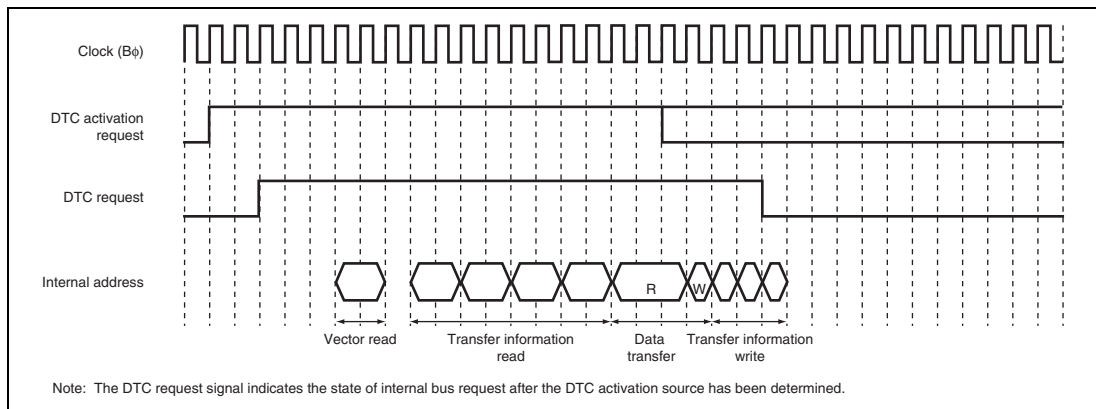 Clock (Bϕ)
DTC activation
request
DTC request
Internal address
R
W
Vector read
Transfer information
read
Data
transfer
Transfer information
write
Note: The DTC request signal indicates the state of internal bus request after the DTC activation source has been determined.